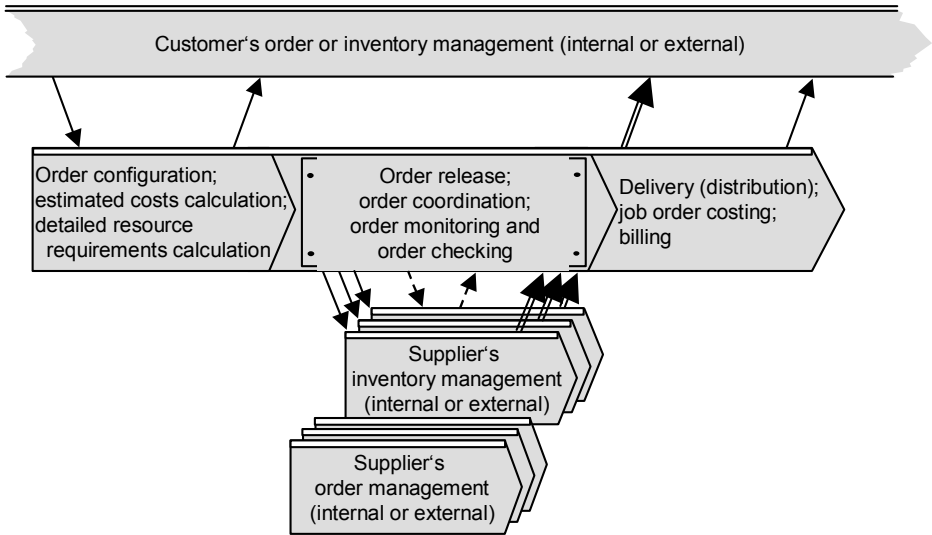 Customer‘s order or inventory management (internal or external)
Order configuration;
estimated costs calculation;
detailed resource
requirements calculation
Order release;
order coordination;
order monitoring and
order checking
Delivery (distribution);
job order costing;
billing
Supplier‘s
inventory management
(internal or external)
Supplier‘s
order management
(internal or external)